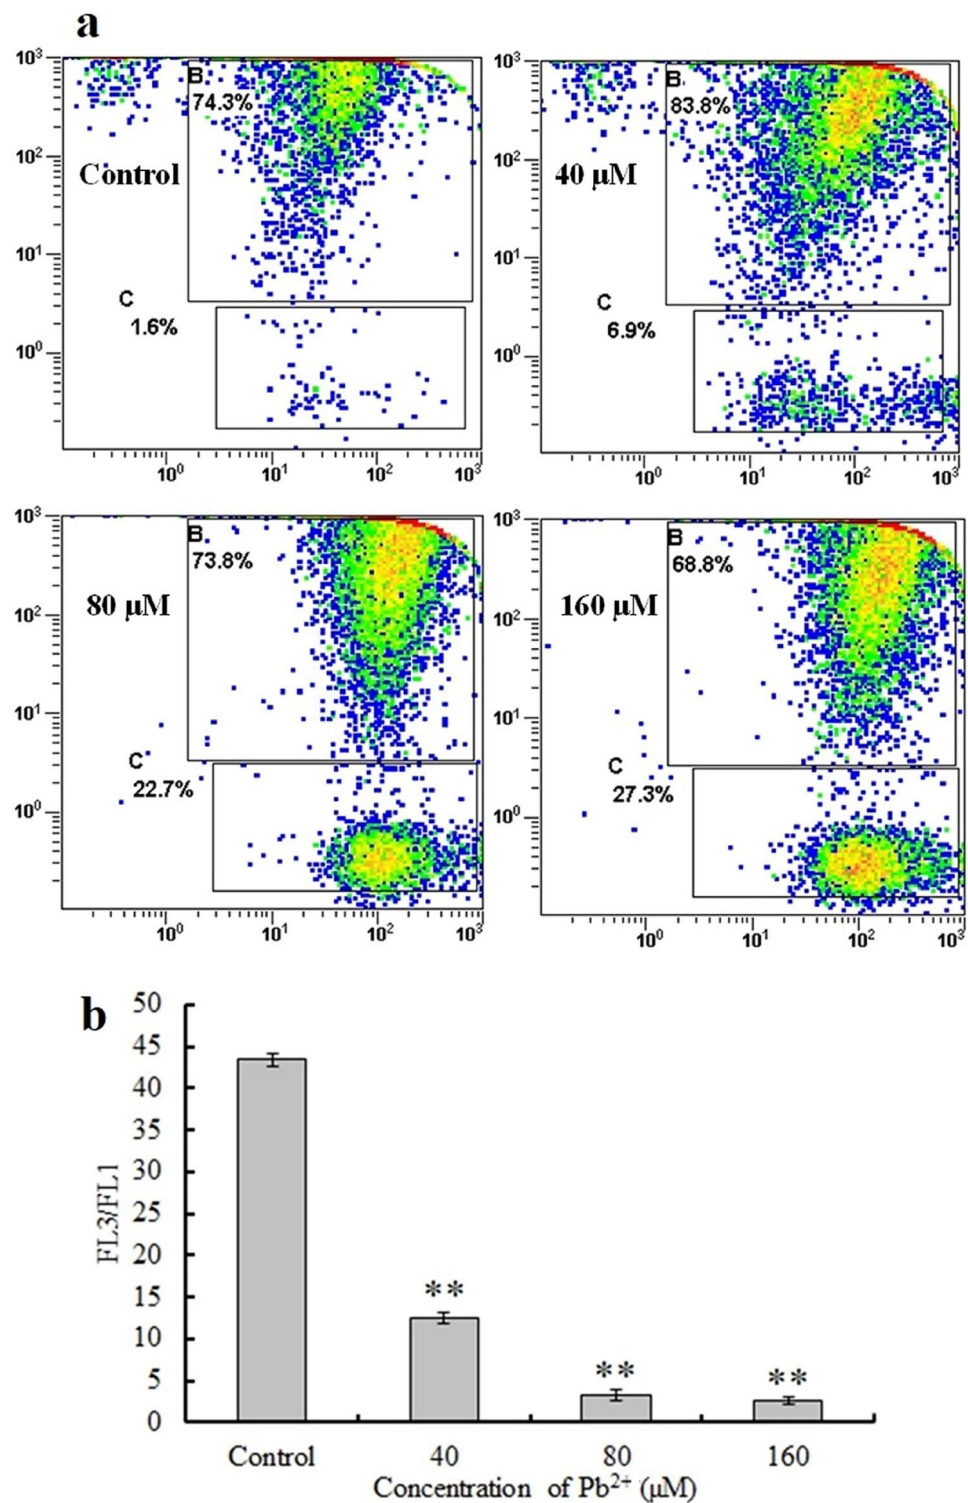 a
10³
B
74.3%
10²
Control
10¹
C
1.6%
10⁰
10⁰ 10¹ 10² 10³
10³
B
83.8%
10²
40 μM
10¹
C
6.9%
10⁰
10⁰ 10¹ 10² 10³
10³
B
73.8%
10²
80 μM
10¹
C
22.7%
10⁰
10⁰ 10¹ 10² 10³
10³
B
68.8%
10²
160 μM
10¹
C
27.3%
10⁰
10⁰ 10¹ 10² 10³
b
50
45
40
35
30
25
20
15
10
5
0
FL3/FL1
**
**
**
Control 40 80 160
Concentration of Pb²⁺ (μM)